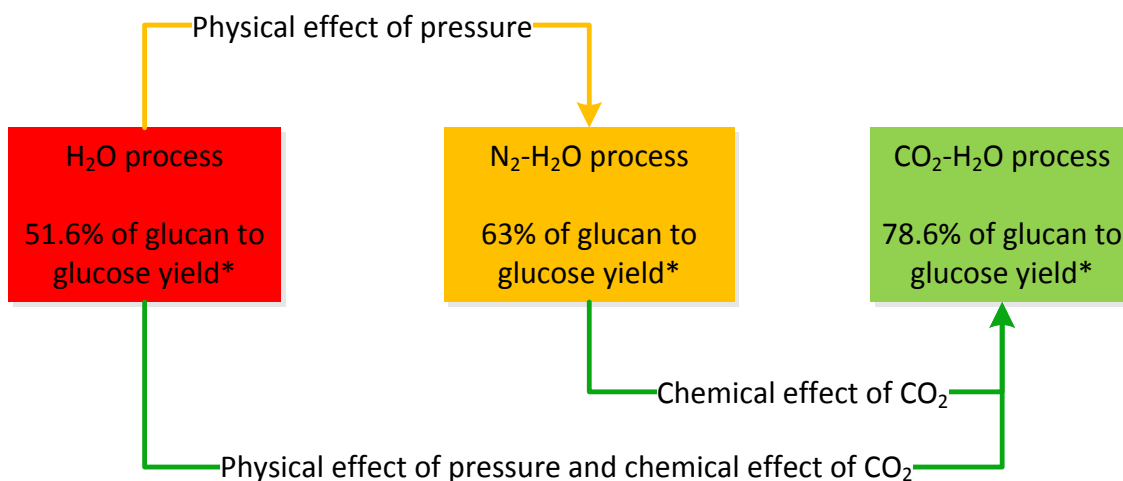 Physical effect of pressure
H₂O process
51.6% of glucan to
glucose yield*
N₂-H₂O process
63% of glucan to
glucose yield*
CO₂-H₂O process
78.6% of glucan to
glucose yield*
Chemical effect of CO₂
Physical effect of pressure and chemical effect of CO₂